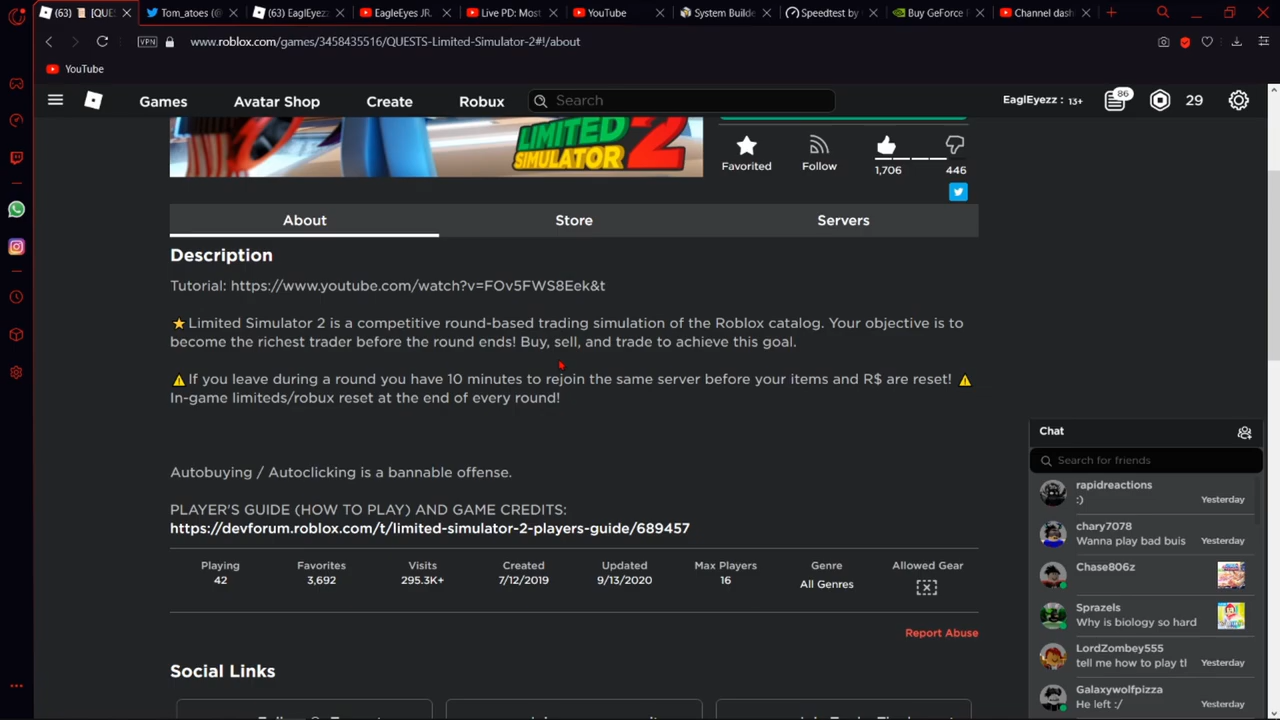 (63) 📜 [QUES
Tom_atoes (@
(63) EaglEyezz
EagleEyes JR.
Live PD: Most
YouTube
System Builde
Speedtest by
Buy GeForce
Channel dash
VPN
www.roblox.com/games/3458435516/QUESTS-Limited-Simulator-2#!/about
YouTube
Games
Avatar Shop
Create
Robux
Search
EaglEyezz : 13+
86
29
LIMITED
SIMULATOR 2
Favorited
Follow
1,706
446
About
Store
Servers
Description
Tutorial: https://www.youtube.com/watch?v=FOv5FWS8Eek&t
⭐Limited Simulator 2 is a competitive round-based trading simulation of the Roblox catalog. Your objective is to
become the richest trader before the round ends! Buy, sell, and trade to achieve this goal.
⚠️If you leave during a round you have 10 minutes to rejoin the same server before your items and R$ are reset! ⚠️
In-game limiteds/robux reset at the end of every round!
Autobuying / Autoclicking is a bannable offense.
PLAYER'S GUIDE (HOW TO PLAY) AND GAME CREDITS:
https://devforum.roblox.com/t/limited-simulator-2-players-guide/689457
Playing
42
Favorites
3,692
Visits
295.3K+
Created
7/12/2019
Updated
9/13/2020
Max Players
16
Genre
All Genres
Allowed Gear
Report Abuse
Social Links
Chat
Search for friends
rapidreactions
:)
Yesterday
chary7078
Wanna play bad buis
Yesterday
Chase806z
Sprazels
Why is biology so hard
LordZombey555
tell me how to play tl
Yesterday
Galaxywolfpizza
He left :/
Yesterday